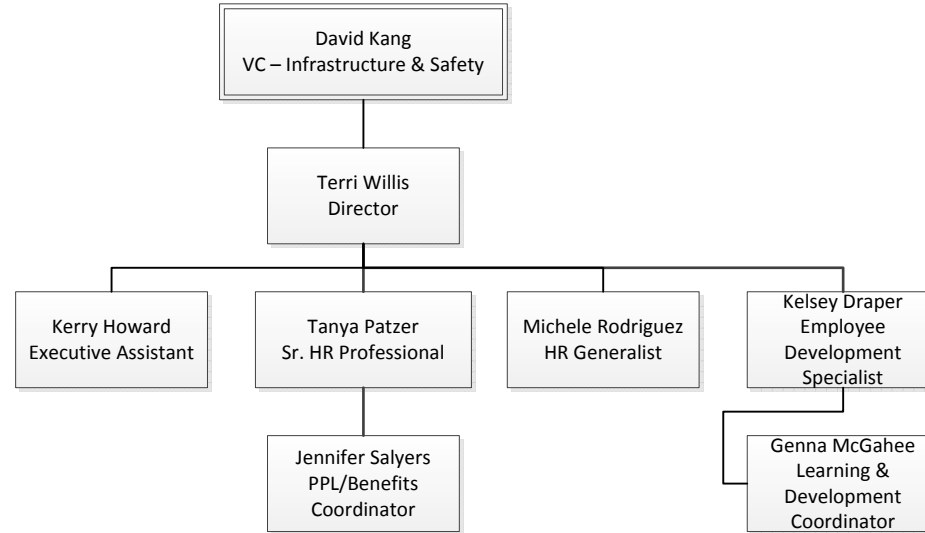 David Kang
VC – Infrastructure & Safety
Terri Willis
Director
Kerry Howard
Executive Assistant
Tanya Patzer
Sr. HR Professional
Michele Rodriguez
HR Generalist
Kelsey Draper
Employee
Development
Specialist
Jennifer Salyers
PPL/Benefits
Coordinator
Genna McGahee
Learning &
Development
Coordinator